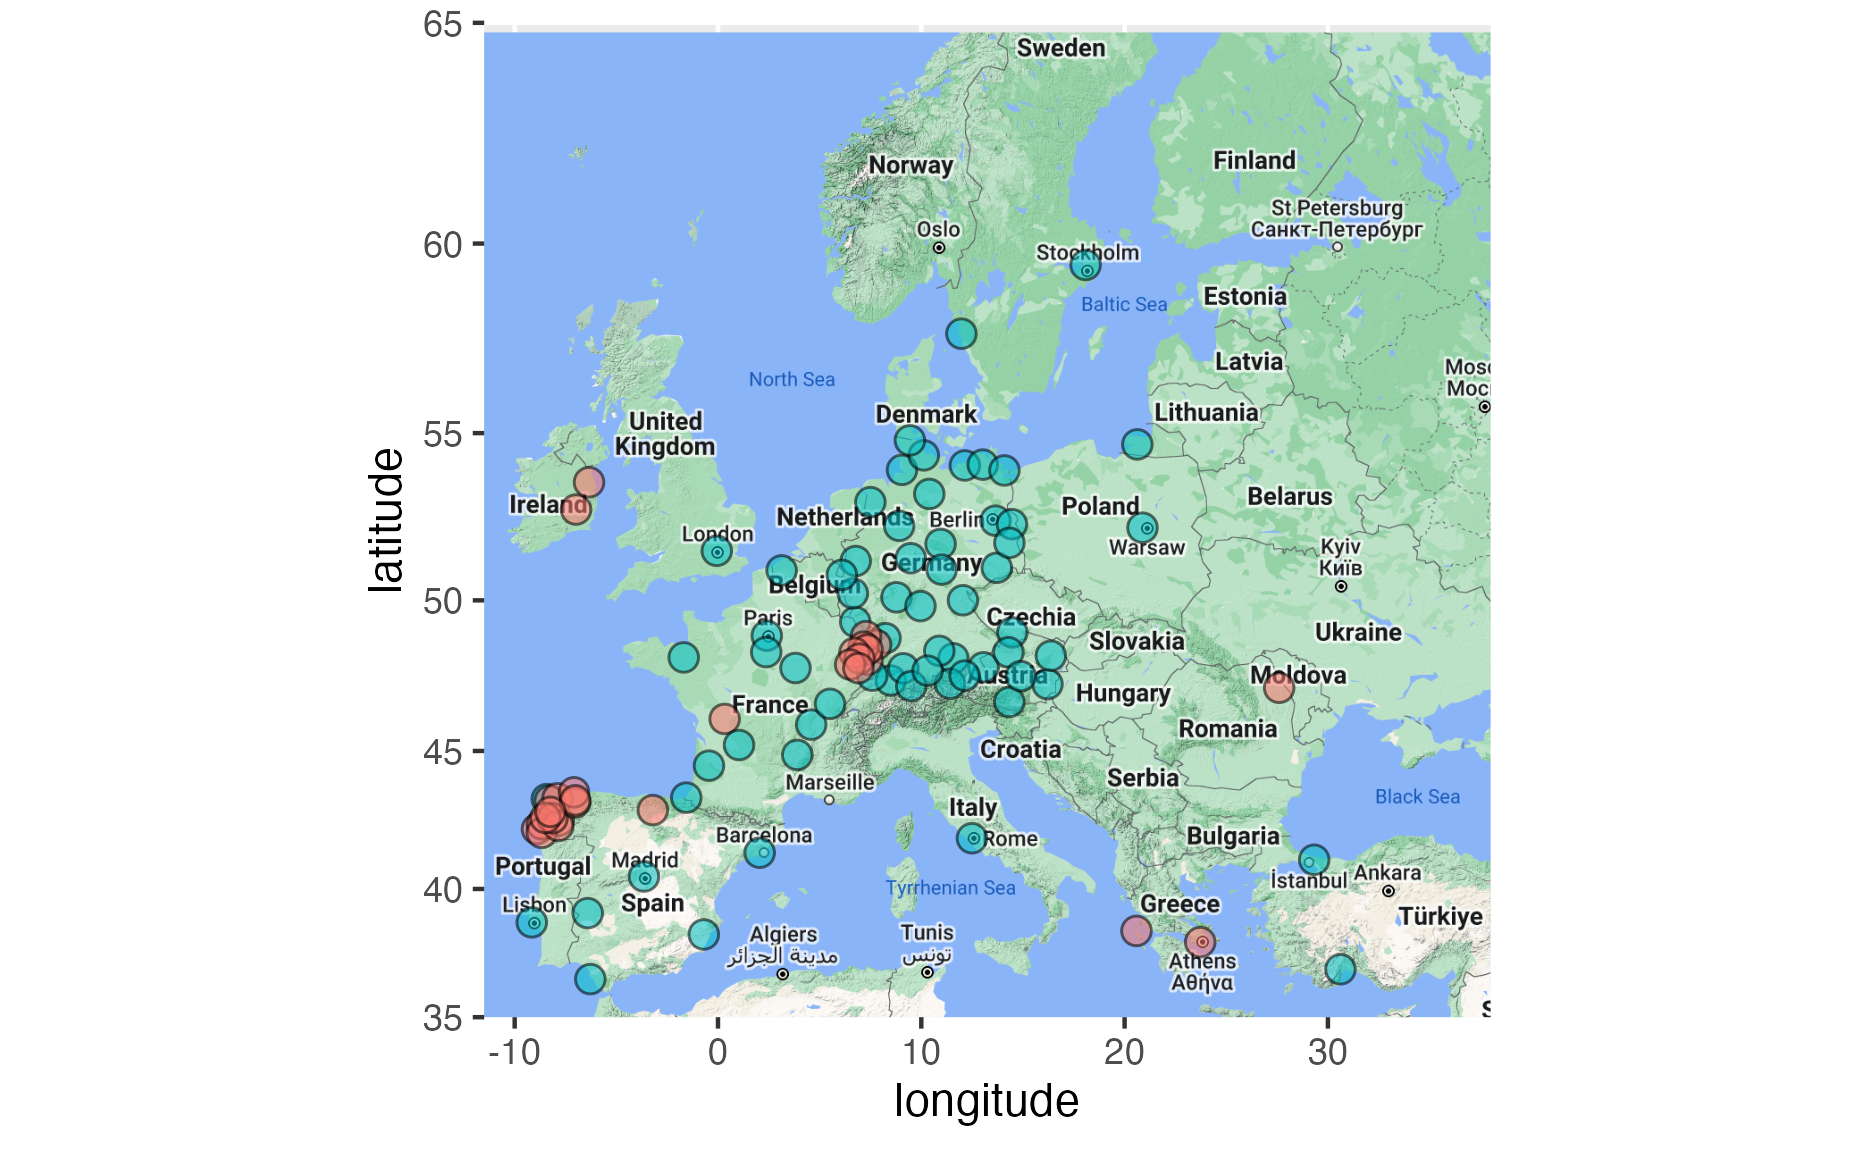 65
Sweden
Norway
Finland
St Petersburg
Санкт-Петербург
Oslo
60
Stockholm
Estonia
Baltic Sea
Latvia
Mosc
Мосн
North Sea
Denmark
Lithuania
United
Kingdom
55
Ireland
Belarus
Poland
Netherlands
Berlin
London
Warsaw
Kyiv
Київ
Germany
Belgium
50
Paris
Czechia
Ukraine
Slovakia
Austria
Moldova
Hungary
France
Romania
45
Croatia
Serbia
Marseille
Black Sea
Italy
Barcelona
Bulgaria
Rome
Portugal
Madrid
40
Tyrrhenian Sea
İstanbul
Ankara
Lisbon
Spain
Greece
Türkiye
Algiers
مدينة الجزائر
Tunis
تونس
Athens
Αθήνα
S
35
-10
0
10
20
30
longitude
latitude